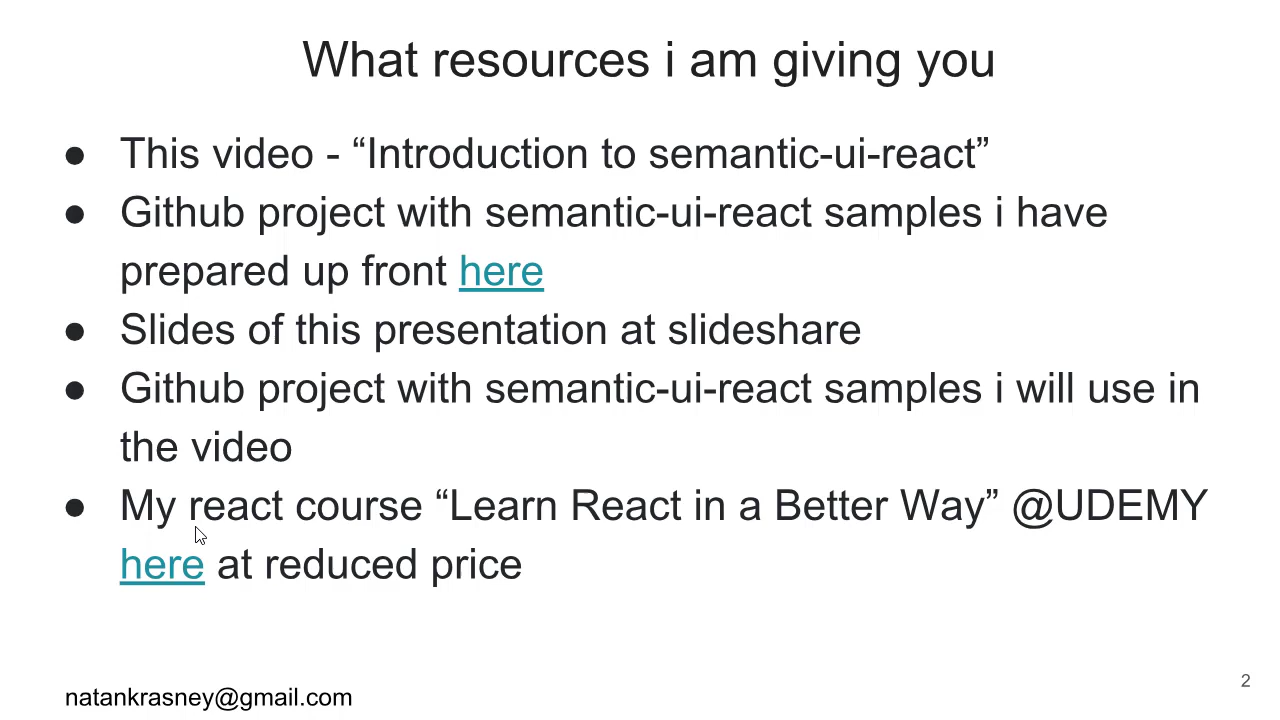 What resources i am giving you
● This video - “Introduction to semantic-ui-react”
● Github project with semantic-ui-react samples i have
prepared up front here
● Slides of this presentation at slideshare
● Github project with semantic-ui-react samples i will use in
the video
● My react course “Learn React in a Better Way” @UDEMY
here at reduced price
natankrasney@gmail.com
2